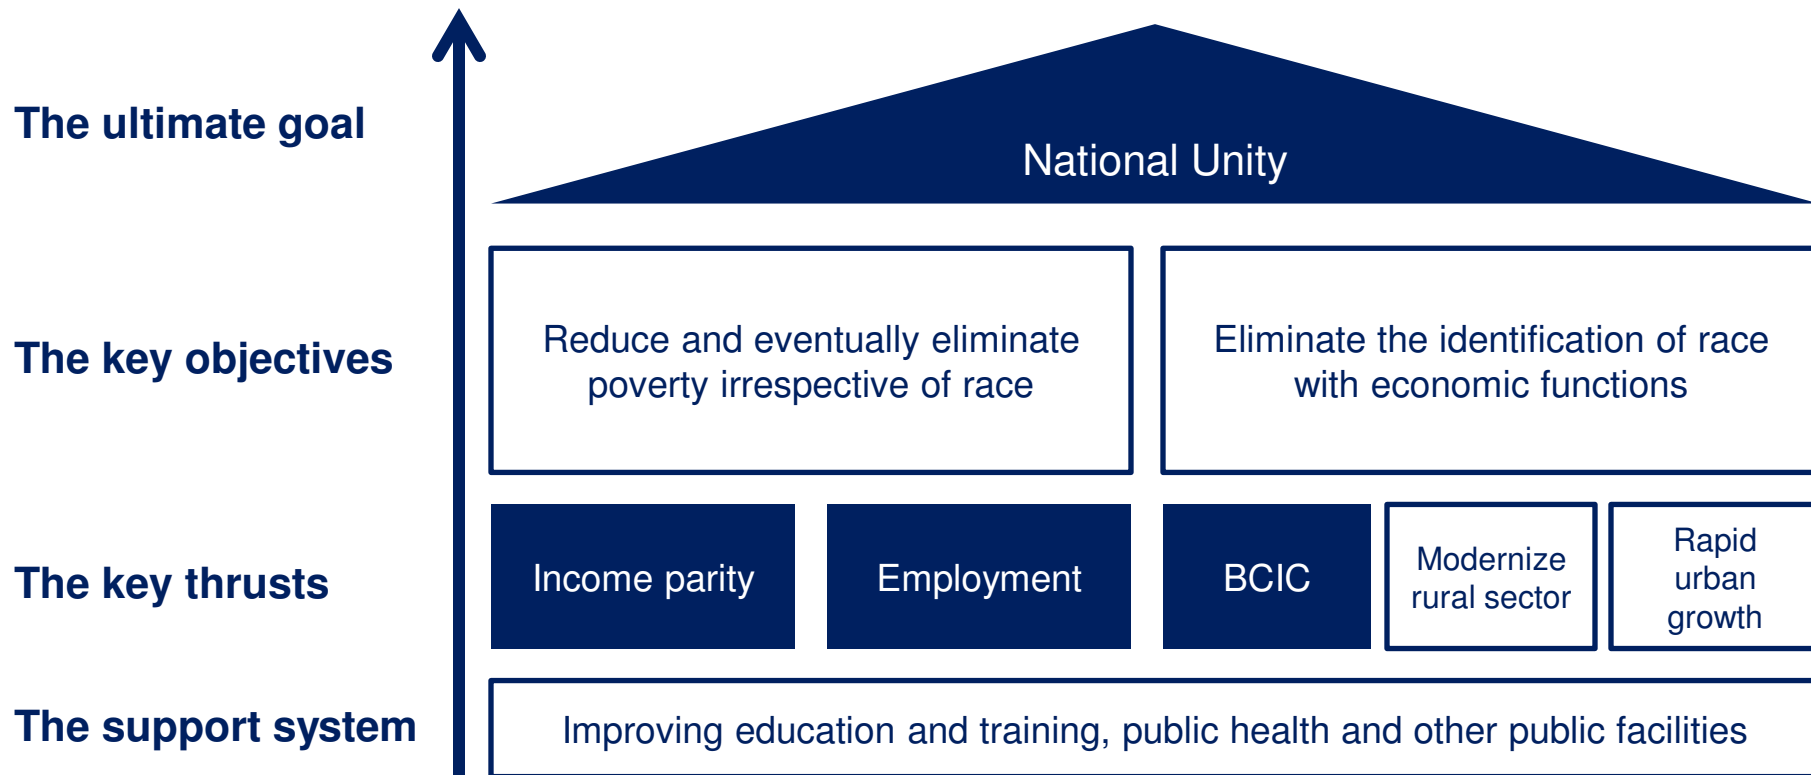 The ultimate goal
National Unity
The key objectives
Reduce and eventually eliminate
poverty irrespective of race
Eliminate the identification of race
with economic functions
The key thrusts
Income parity
Employment
BCIC
Modernize
rural sector
Rapid
urban
growth
The support system
Improving education and training, public health and other public facilities